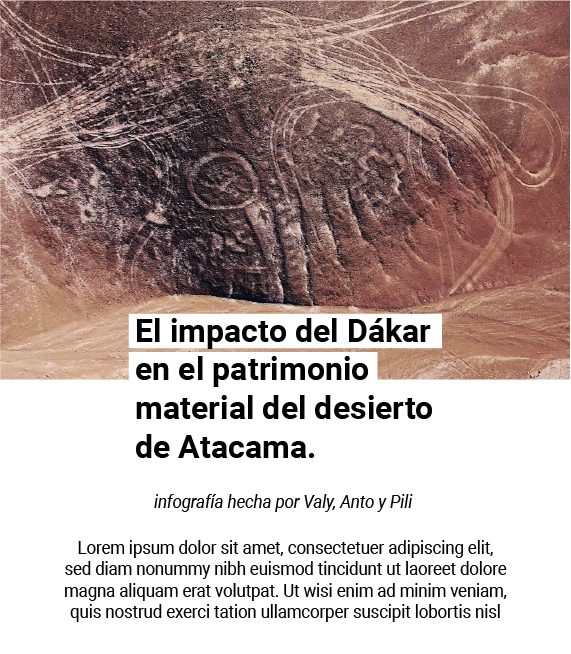 El impacto del Dákar
en el patrimonio
material del desierto
de Atacama.
infografía hecha por Valy, Anto y Pili
Lorem ipsum dolor sit amet, consectetuer adipiscing elit,
sed diam nonummy nibh euismod tincidunt ut laoreet dolore
magna aliquam erat volutpat. Ut wisi enim ad minim veniam,
quis nostrud exerci tation ullamcorper suscipit lobortis nisl